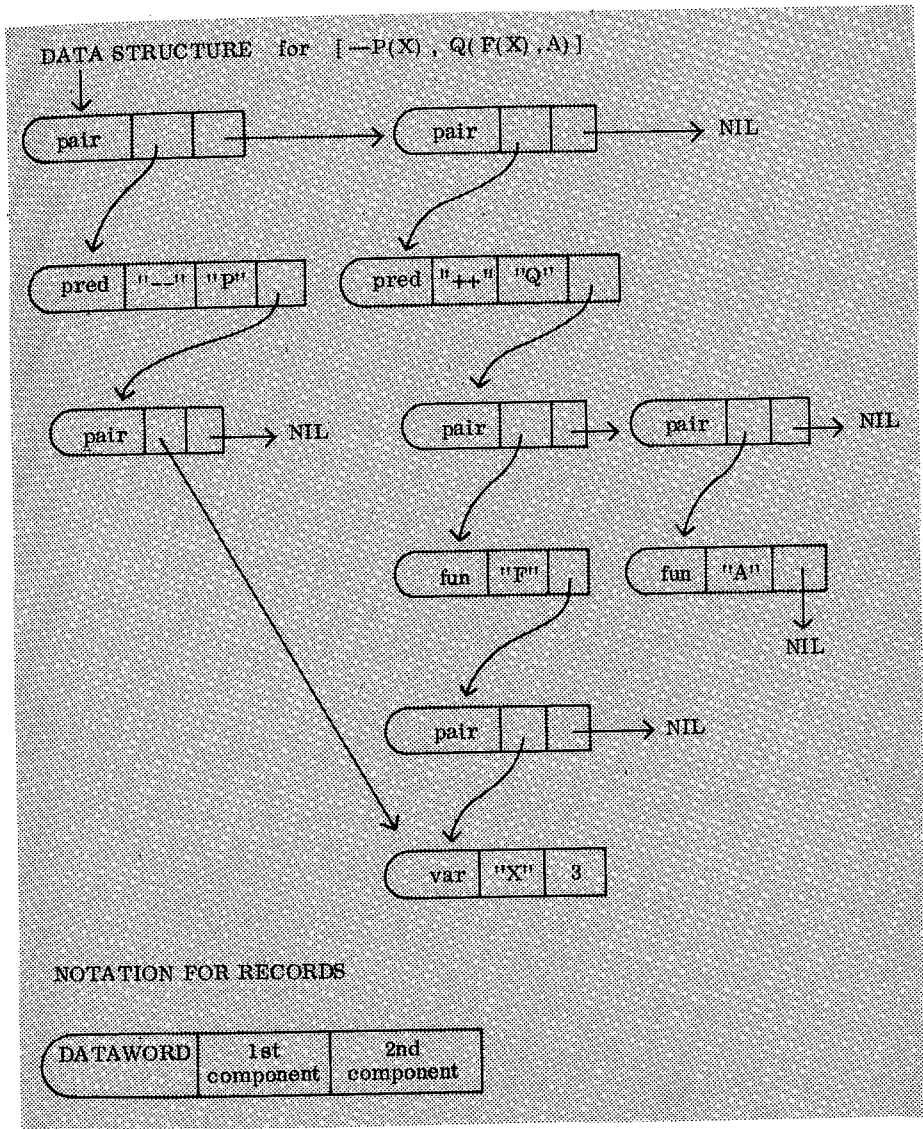 DATA STRUCTURE for [—P(X) , Q(F(X) ,A)]
pair
pair
NIL
pred "--" "P"
pred "++" "Q"
pair
NIL
pair
pair
NIL
fun "F"
fun "A"
NIL
pair
NIL
var "X" 3
NOTATION FOR RECORDS
DATAWORD
1st
component
2nd
component